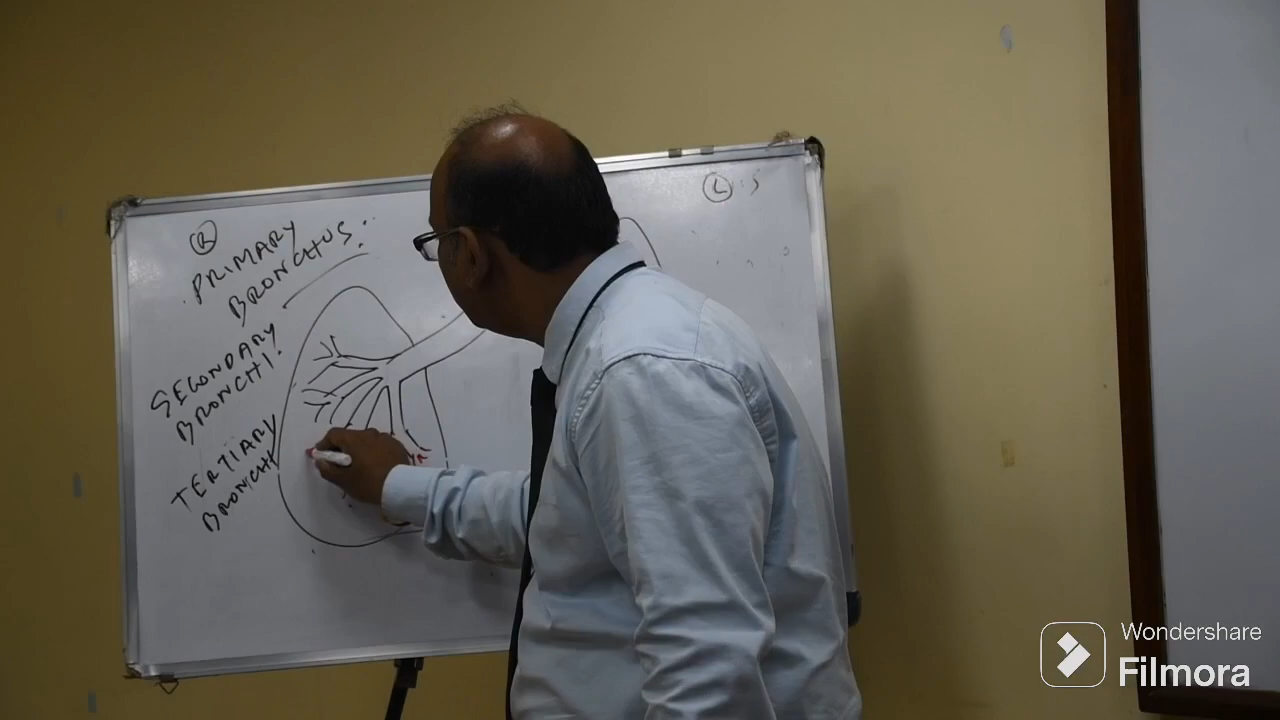 R
PRIMARY
BRONCHUS.
SECONDARY
BRONCHI.
TERTIARY
BRONCHI
L
Wondershare
Filmora